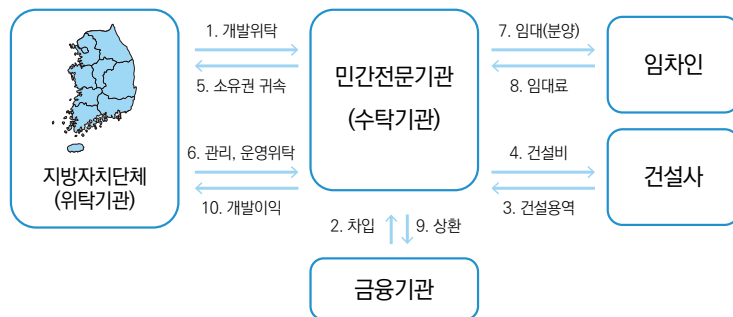 1. 개발위탁
5. 소유권 귀속
6. 관리, 운영위탁
10. 개발이익
지방자치단체
(위탁기관)
민간전문기관
(수탁기관)
7. 임대(분양)
8. 임대료
임차인
4. 건설비
3. 건설용역
건설사
2. 차입
9. 상환
금융기관